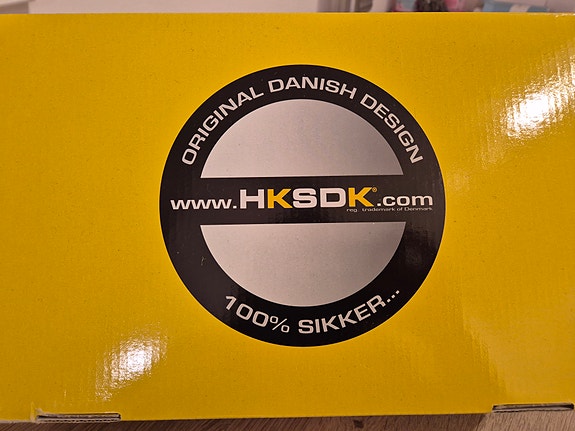 ORIGINAL DANISH DESIGN
www.HKSDK®.com
reg. trademark of Denmark
100% SIKKER...